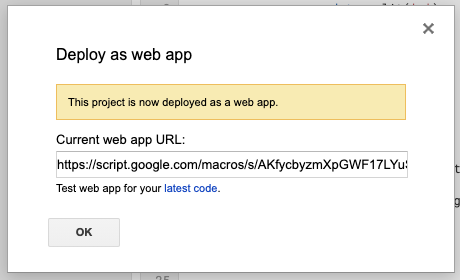 Deploy as web app
This project is now deployed as a web app.
Current web app URL:
https://script.google.com/macros/s/AKfycbyzmXpGWF17LYu
Test web app for your latest code.
OK
25